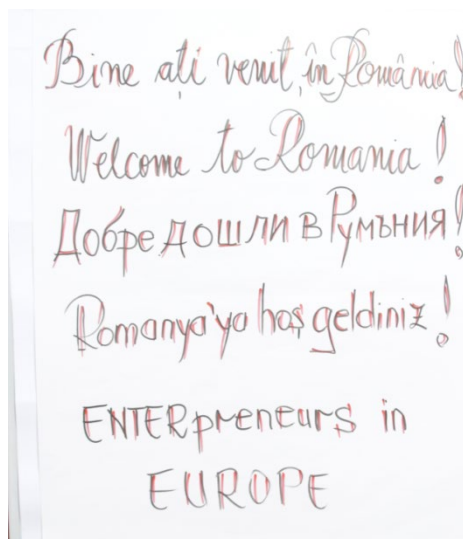 Bine ați venit în România!
Welcome to Romania!
Добре дошли в Румъния!
Romanya'ya hoş geldiniz!
ENTERpreneurs in
EUROPE